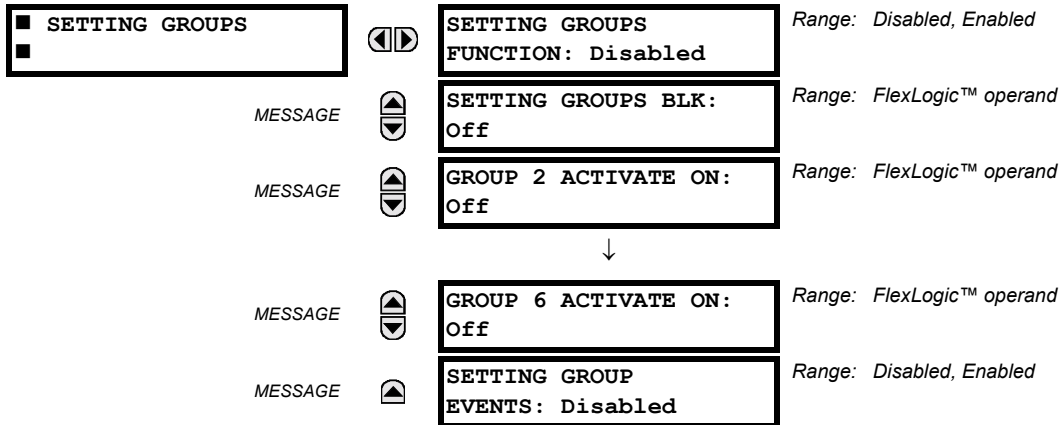 ■ SETTING GROUPS
■
SETTING GROUPS
FUNCTION: Disabled
Range: Disabled, Enabled
MESSAGE
SETTING GROUPS BLK:
Off
Range: FlexLogic™ operand
MESSAGE
GROUP 2 ACTIVATE ON:
Off
Range: FlexLogic™ operand
↓
MESSAGE
GROUP 6 ACTIVATE ON:
Off
Range: FlexLogic™ operand
MESSAGE
SETTING GROUP
EVENTS: Disabled
Range: Disabled, Enabled